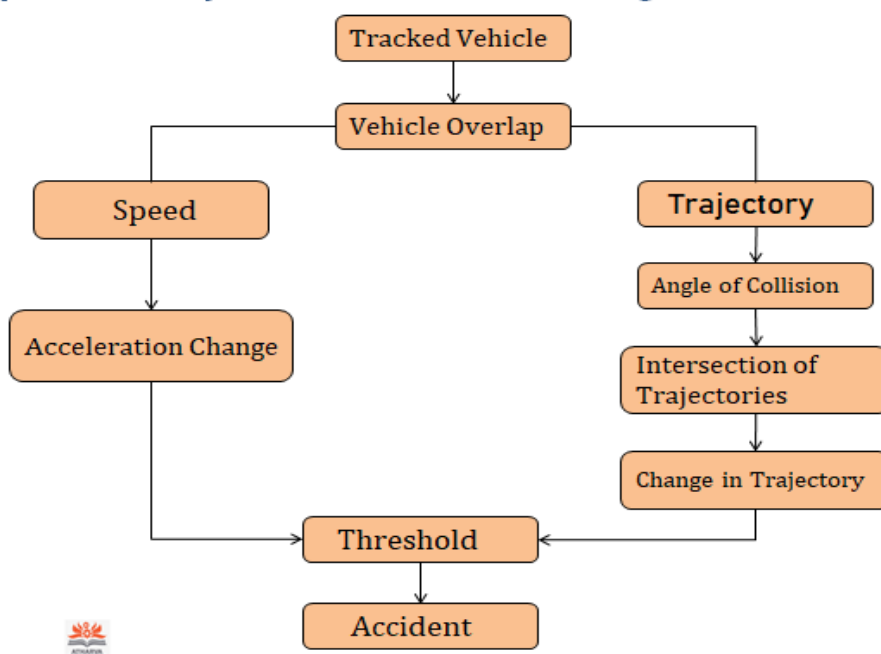 Tracked Vehicle
Vehicle Overlap
Speed
Trajectory
Angle of Collision
Acceleration Change
Intersection of
Trajectories
Change in Trajectory
Threshold
Accident
ATHARVA